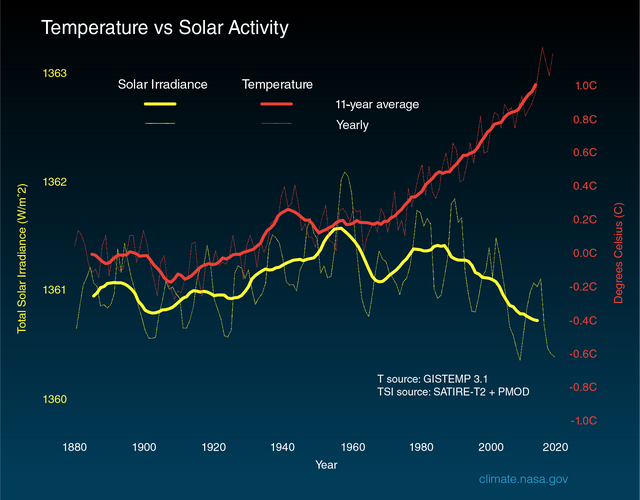 Temperature vs Solar Activity
1363
1362
1361
1360
Total Solar Irradiance (W/m^2)
Solar Irradiance
Temperature
11-year average
Yearly
1.0C
0.8C
0.6C
0.4C
0.2C
0.0C
-0.2C
-0.4C
-0.6C
-0.8C
-1.0C
Degrees Celsius (C)
T source: GISTEMP 3.1
TSI source: SATIRE-T2 + PMOD
1880 1900 1920 1940 1960 1980 2000 2020
Year
climate.nasa.gov